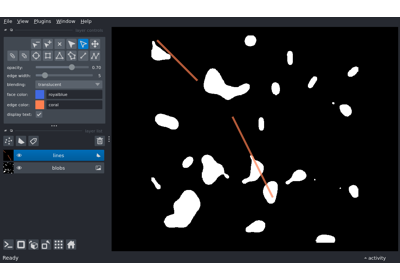 File View Plugins Window Help
opacity: 0.70
edge width: 5
blending: translucent
face color: royalblue
edge color: coral
display text:
lines
blobs
Ready
activity